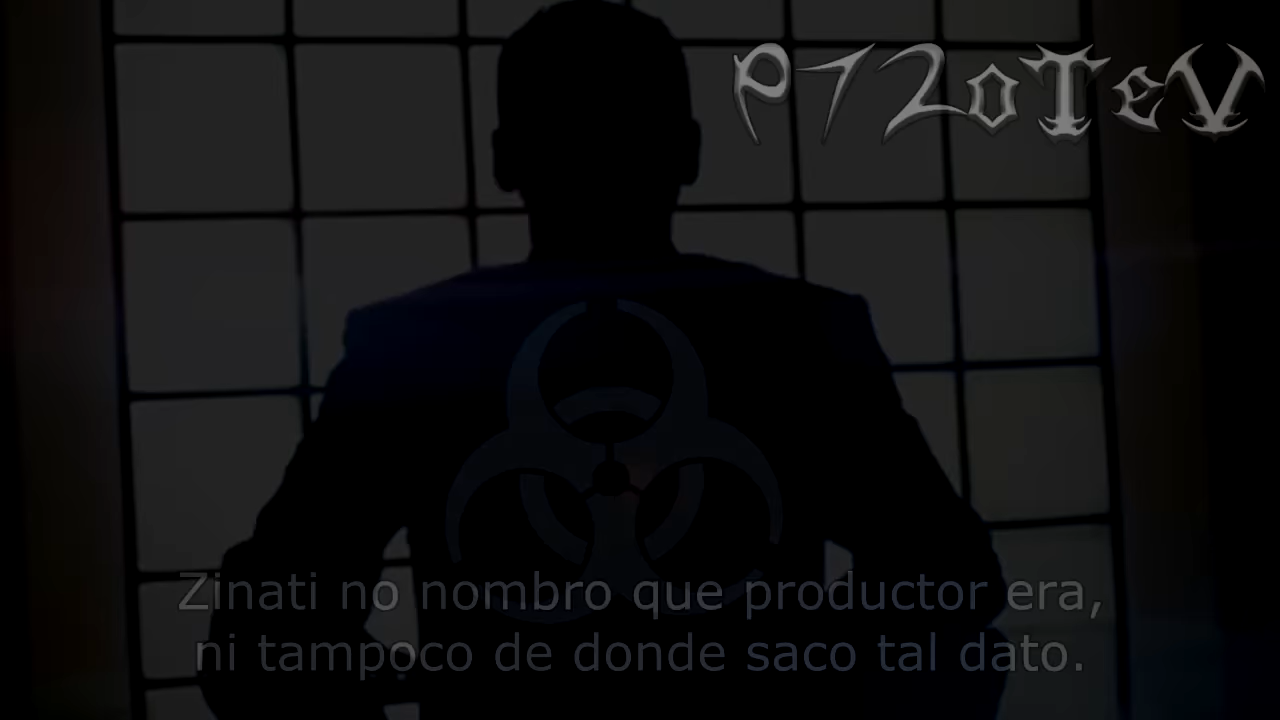 P72oTeV
Zinati no nombro que productor era,
ni tampoco de donde saco tal dato.